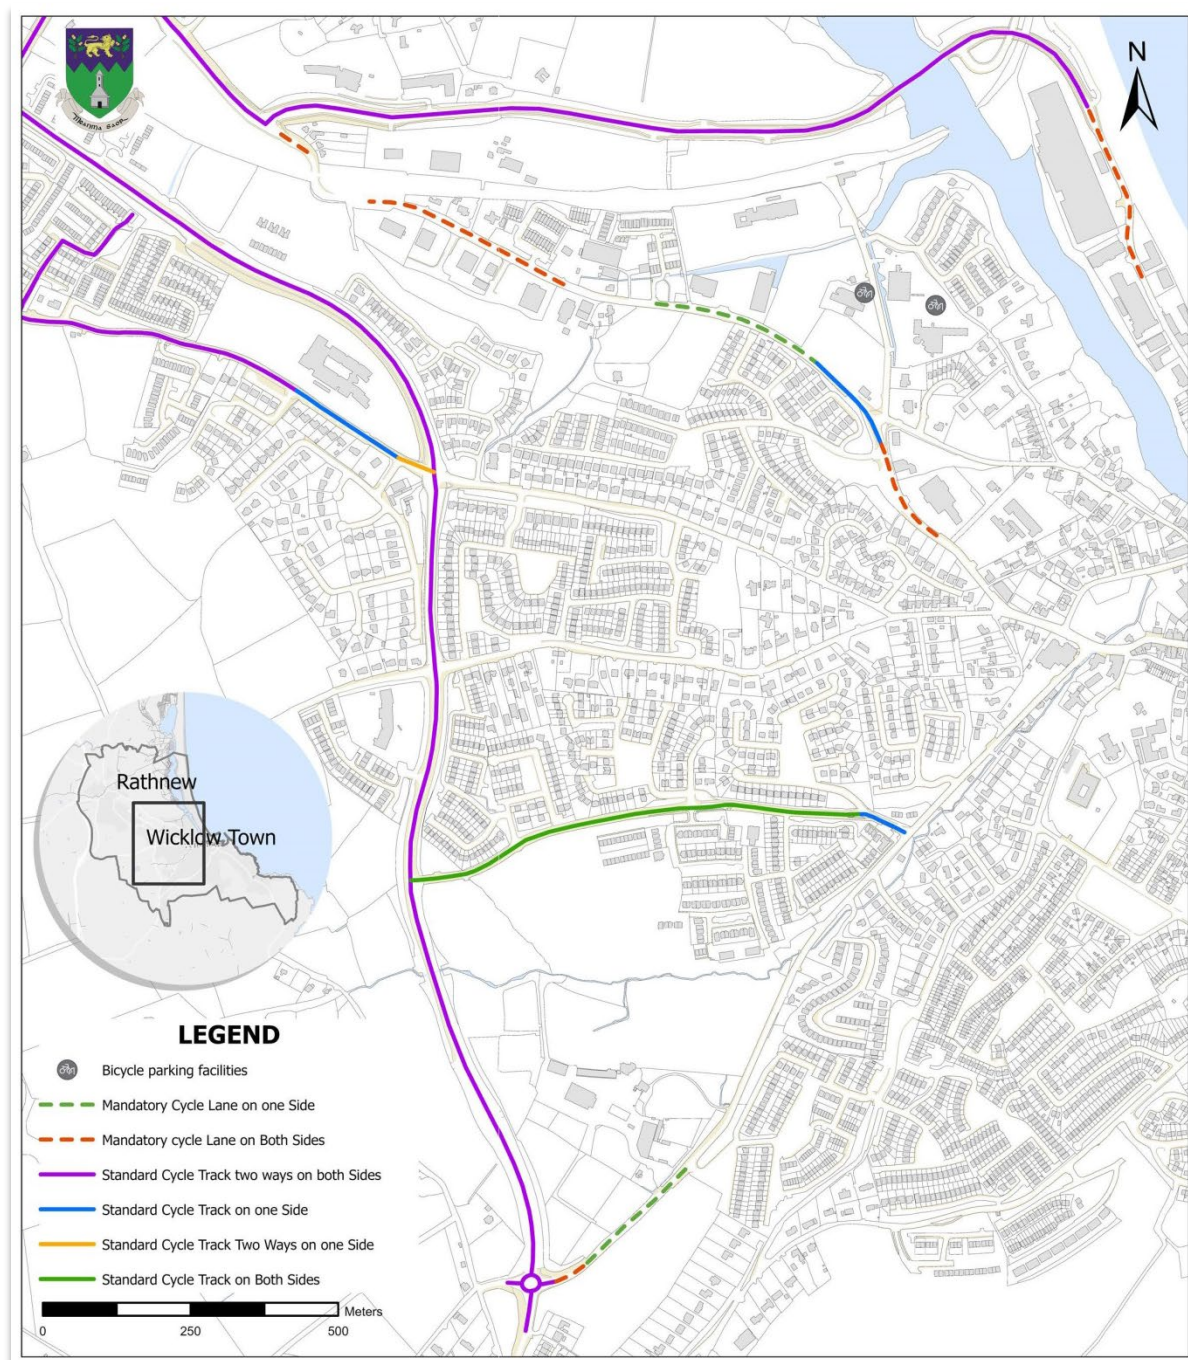 Meanma Saor
N
Rathnew
Wicklow Town
LEGEND
Bicycle parking facilities
Mandatory Cycle Lane on one Side
Mandatory cycle Lane on Both Sides
Standard Cycle Track two ways on both Sides
Standard Cycle Track on one Side
Standard Cycle Track Two Ways on one Side
Standard Cycle Track on Both Sides
Meters
0 250 500